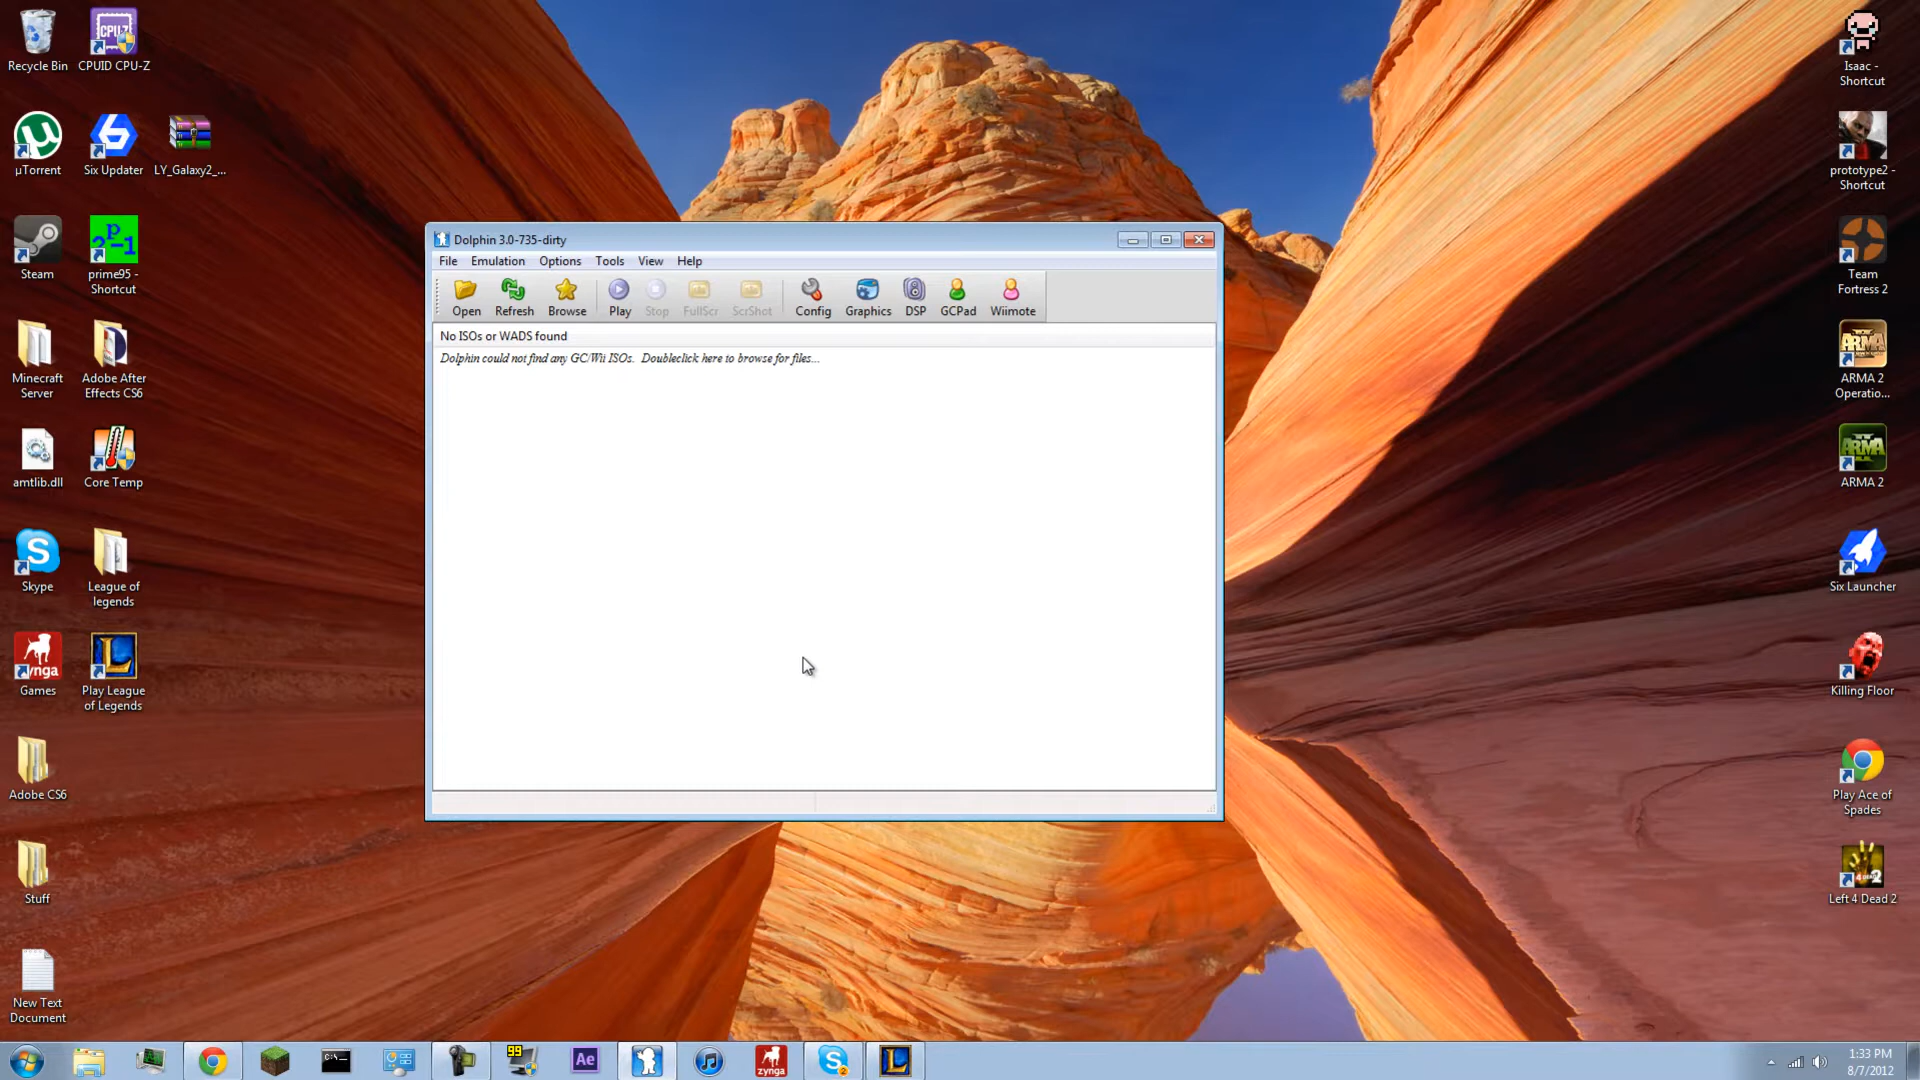 Recycle Bin
CPUID CPU-Z
µTorrent
Six Updater
LY_Galaxy2_...
Steam
prime95 -
Shortcut
Minecraft
Server
Adobe After
Effects CS6
amtlib.dll
Core Temp
Skype
League of
legends
Games
Play League
of Legends
Adobe CS6
Stuff
New Text
Document
Dolphin 3.0-735-dirty
File Emulation Options Tools View Help
Open Refresh Browse Play Stop FullScr ScrShot Config Graphics DSP GCPad Wiimote
No ISOs or WADS found
Dolphin could not find any GC/Wii ISOs. Doubleclick here to browse for files...
Isaac -
Shortcut
prototype2 -
Shortcut
Team
Fortress 2
ARMA 2
Operatio...
ARMA 2
Six Launcher
Killing Floor
Play Ace of
Spades
Left 4 Dead 2
99
Ae
zynga
1:33 PM
8/7/2012